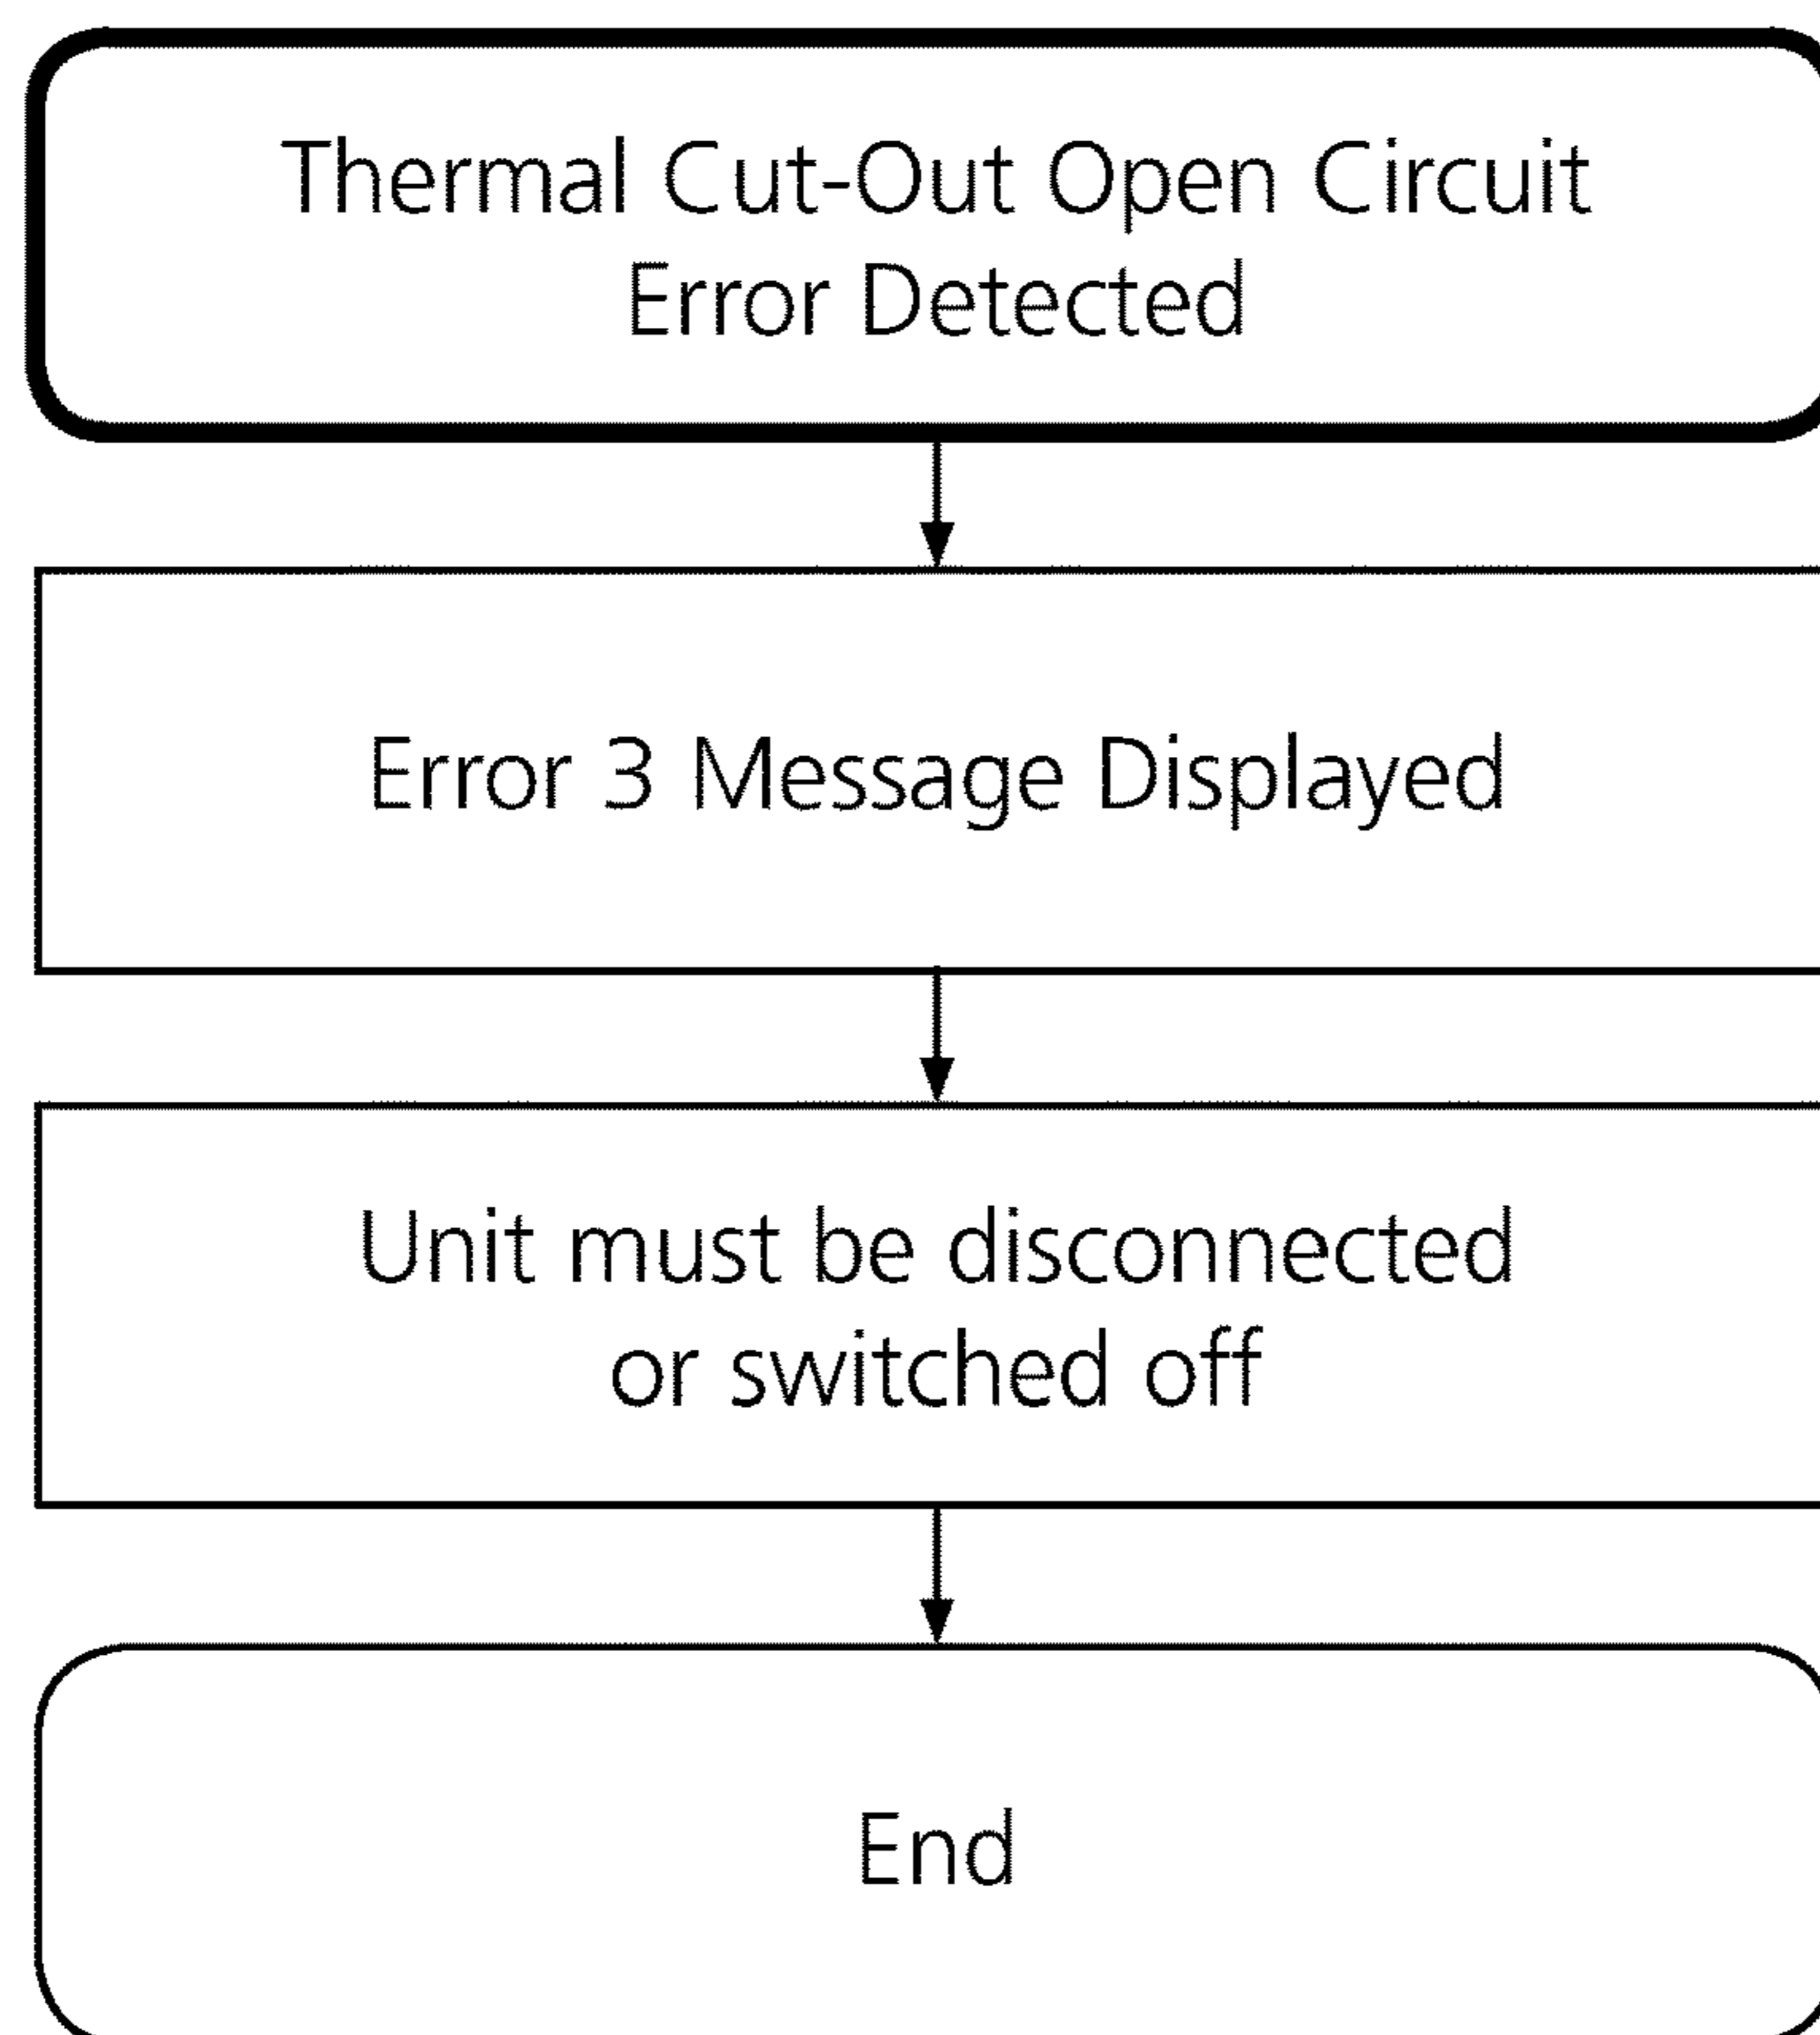 Thermal Cut-Out Open Circuit
Error Detected
Error 3 Message Displayed
Unit must be disconnected
or switched off
End